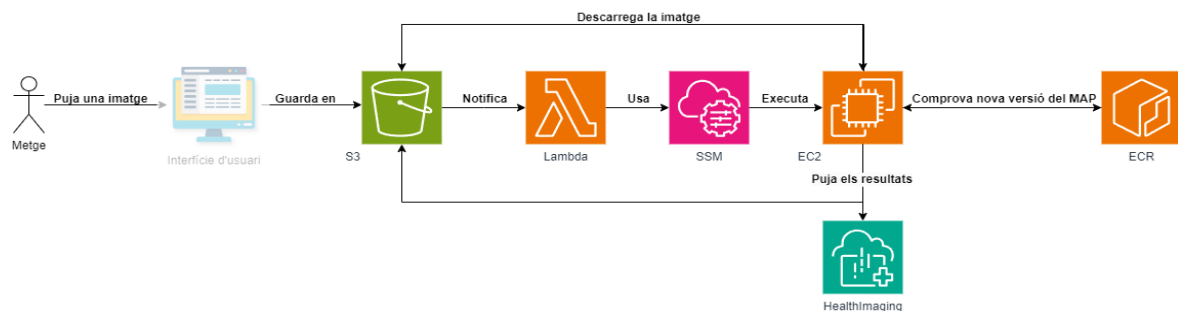 Descarrega la imatge
Puja una imatge
Guarda en
Notifica
Usa
Executa
Comprova nova versió del MAP
Metge
Interfície d'usuari
S3
Lambda
SSM
EC2
ECR
Puja els resultats
HealthImaging